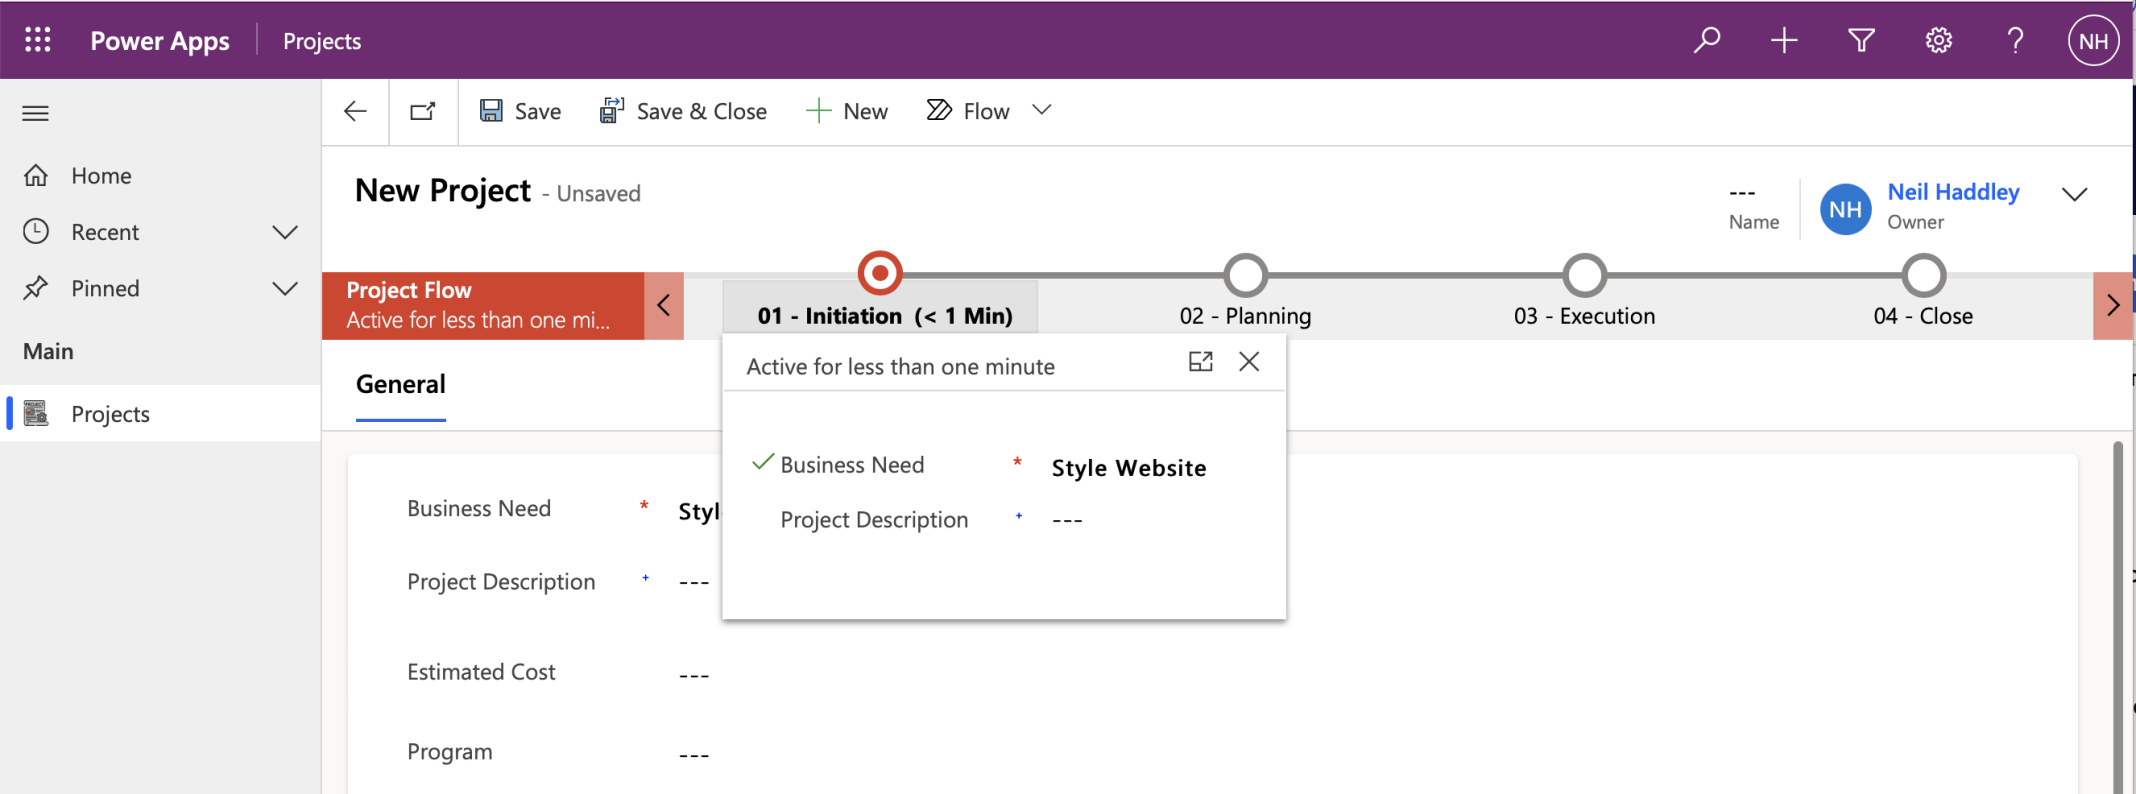 Power Apps
Projects
NH
Home
Recent
Pinned
Main
Projects
Save
Save & Close
New
Flow
New Project - Unsaved
---
Name
NH
Neil Haddley
Owner
Project Flow
Active for less than one mi...
01 - Initiation (< 1 Min)
02 - Planning
03 - Execution
04 - Close
Active for less than one minute
Business Need * Style Website
Project Description + ---
General
Business Need * Styl
Project Description + ---
Estimated Cost ---
Program ---